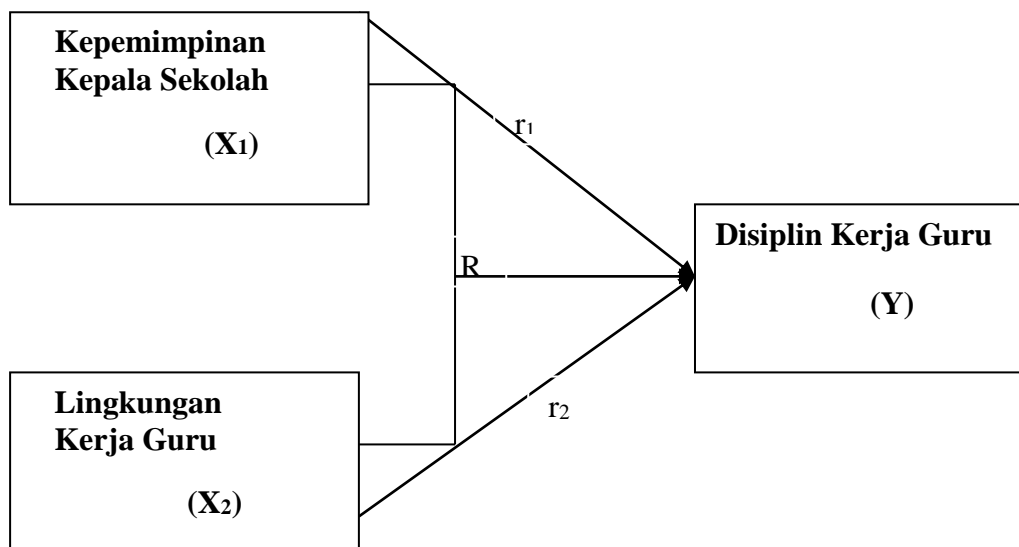 Kepemimpinan
Kepala Sekolah
(X1)
r1
Disiplin Kerja Guru
(Y)
R
Lingkungan
Kerja Guru
(X2)
r2